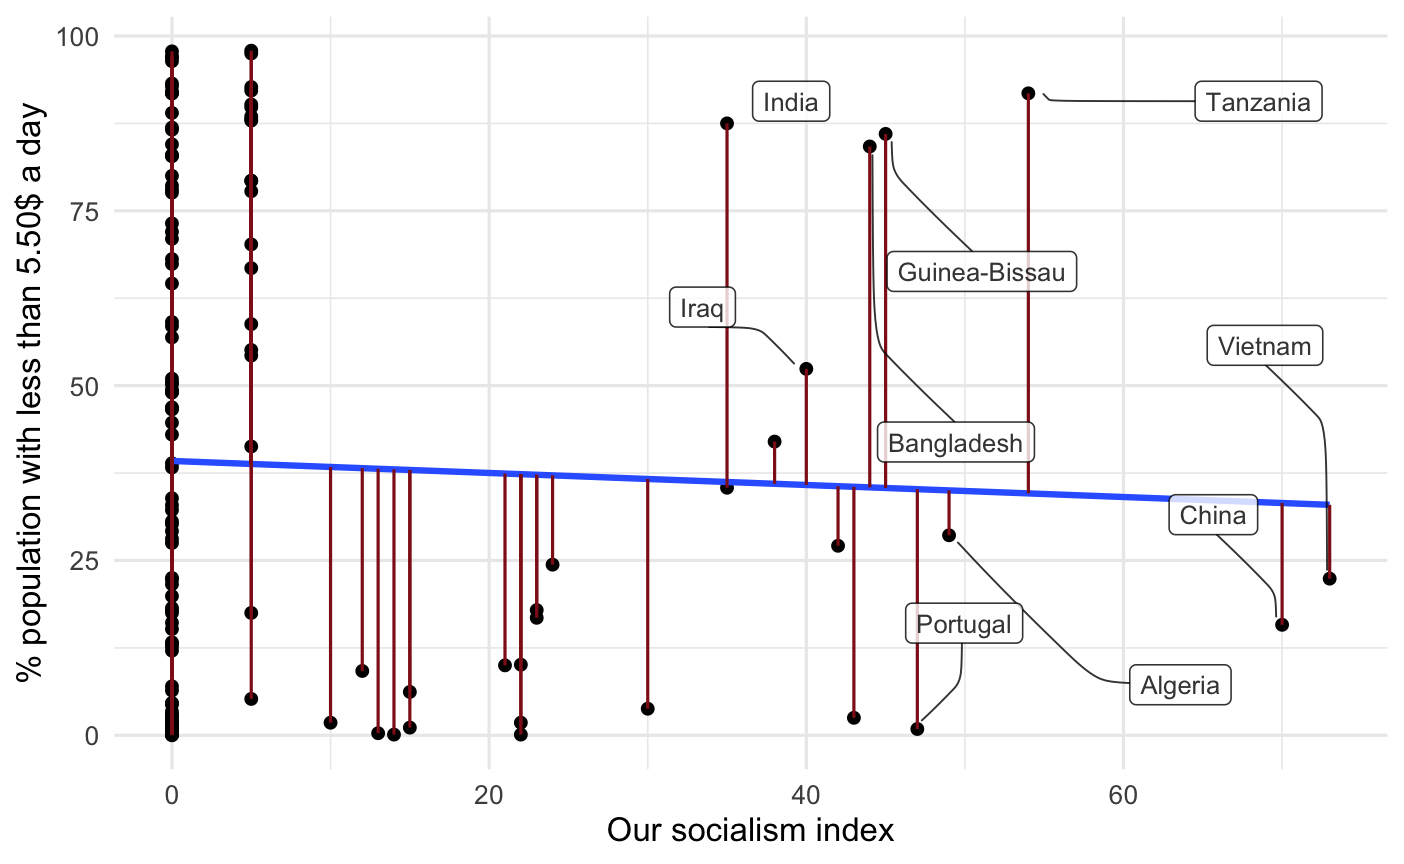 % population with less than 5.50$ a day
100
75
50
25
0
India
Tanzania
Guinea-Bissau
Iraq
Vietnam
Bangladesh
China
Portugal
Algeria
0
20
40
60
Our socialism index